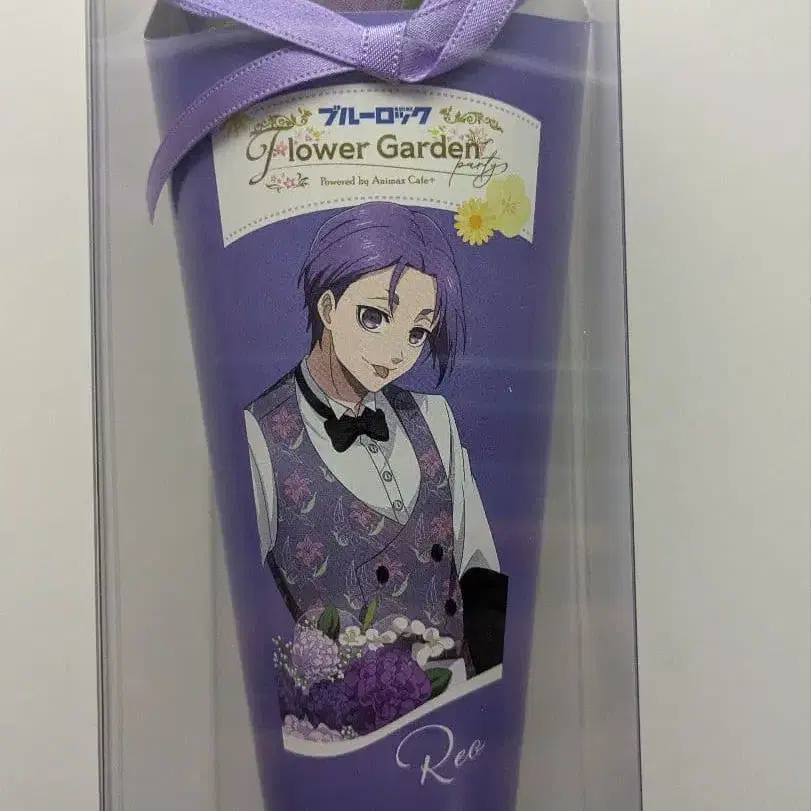 ブルーロック
Flower Garden
party
Powered by Animax Cafe+
Reo